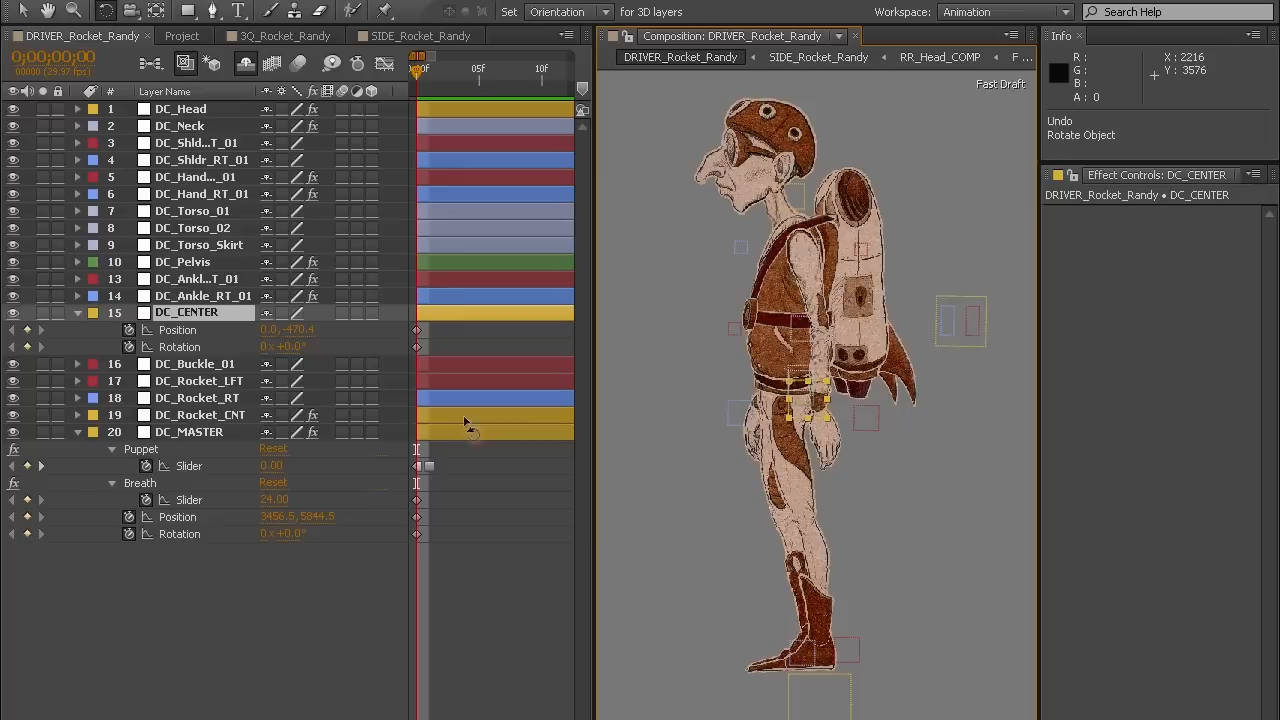 Set Orientation for 3D layers Workspace: Animation Search Help
DRIVER_Rocket_Randy × Project 3Q_Rocket_Randy SIDE_Rocket_Randy
0;00;00;00
00000 (29.97 fps)
05F 10F
# Layer Name
1 DC_Head
2 DC_Neck
3 DC_Shld...T_01
4 DC_Shldr_RT_01
5 DC_Hand..._01
6 DC_Hand_RT_01
7 DC_Torso_01
8 DC_Torso_02
9 DC_Torso_Skirt
10 DC_Pelvis
13 DC_Ankl...T_01
14 DC_Ankle_RT_01
15 DC_CENTER
Position 0.0,-470.4
Rotation 0x+0.0°
16 DC_Buckle_01
17 DC_Rocket_LFT
18 DC_Rocket_RT
19 DC_Rocket_CNT
20 DC_MASTER
Puppet Reset
Slider 0.00
Breath Reset
Slider 24.00
Position 3456.5,5844.5
Rotation 0x+0.0°
Composition: DRIVER_Rocket_Randy
DRIVER_Rocket_Randy SIDE_Rocket_Randy RR_Head_COMP F ...
Fast Draft
Info ×
R: X: 2216
G: Y: 3576
B:
A: 0
Undo
Rotate Object
Effect Controls: DC_CENTER
DRIVER_Rocket_Randy • DC_CENTER